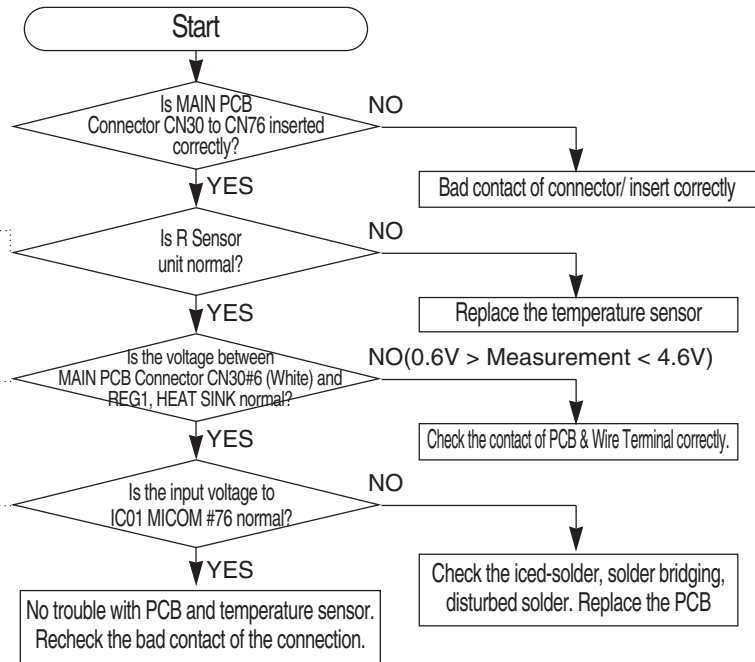 Start
Is MAIN PCB
Connector CN30 to CN76 inserted
correctly?
NO
Bad contact of connector/ insert correctly
YES
Is R Sensor
unit normal?
NO
Replace the temperature sensor
YES
Is the voltage between
MAIN PCB Connector CN30#6 (White) and
REG1, HEAT SINK normal?
NO(0.6V > Measurement < 4.6V)
Check the contact of PCB & Wire Terminal correctly.
YES
Is the input voltage to
IC01 MICOM #76 normal?
NO
Check the iced-solder, solder bridging,
disturbed solder. Replace the PCB
YES
No trouble with PCB and temperature sensor.
Recheck the bad contact of the connection.